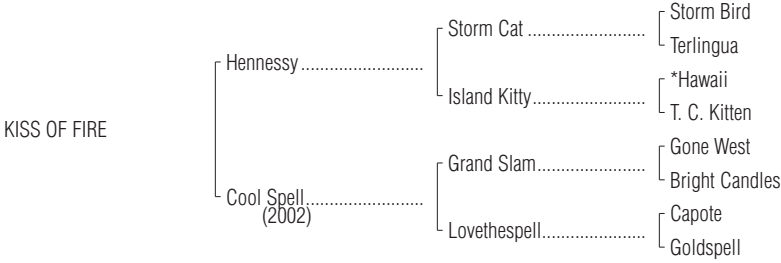 Storm Bird
Storm Cat ..........................
Terlingua
Hennessy ..........................
*Hawaii
Island Kitty........................
T. C. Kitten
KISS OF FIRE
Gone West
Grand Slam.......................
Bright Candles
Cool Spell.........................
(2002)
Capote
Lovethespell......................
Goldspell